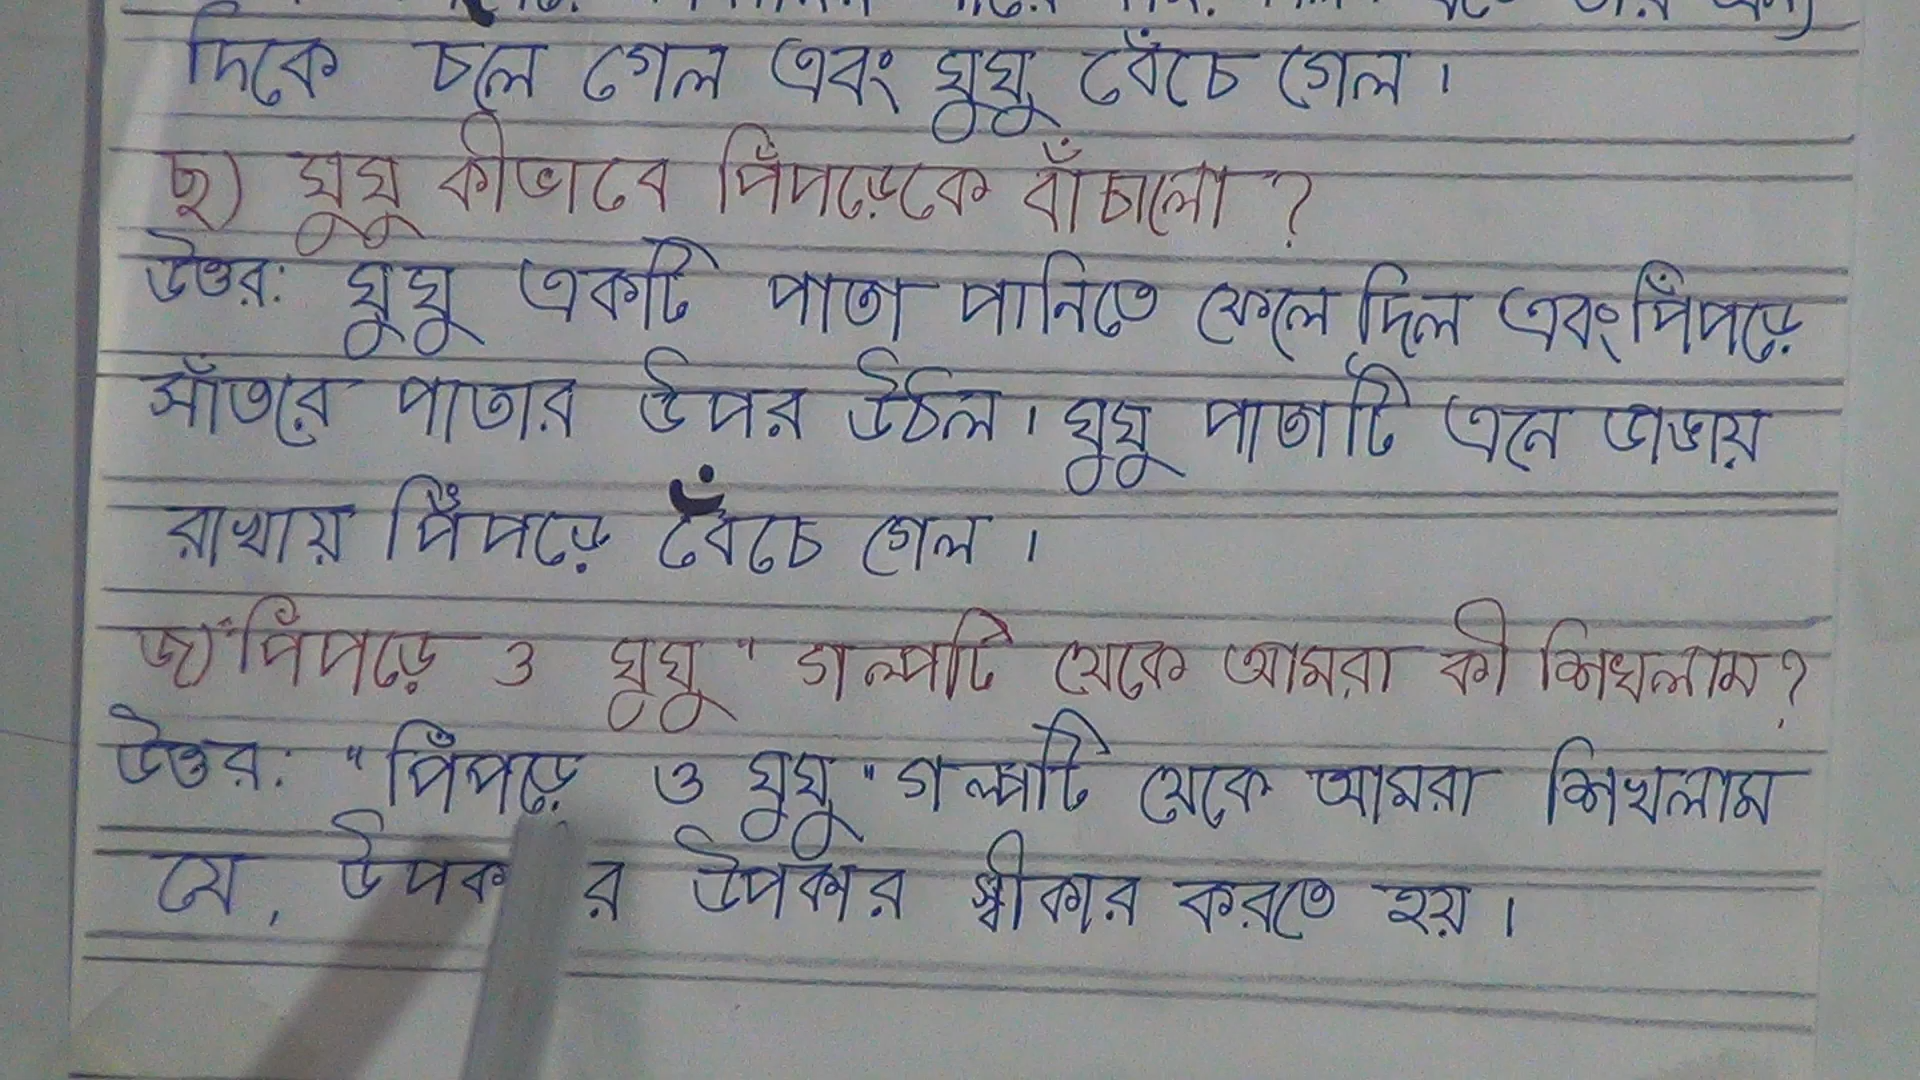 দিকে চলে গেল এবং ঘুঘু বেঁচে গেল।
ছ) ঘুঘু কীভাবে পিঁপড়েকে বাঁচালো?
উত্তর: ঘুঘু একটি পাতা পানিতে ফেলে দিল এবং পিঁপড়ে
সাঁতরে পাতার উপর উঠল। ঘুঘু পাতাটি এনে ডাঙায়
রাখায় পিঁপড়ে বেঁচে গেল।
জ) "পিঁপড়ে ও ঘুঘু" গল্পটি থেকে আমরা কী শিখলাম?
উত্তর: "পিঁপড়ে ও ঘুঘু" গল্পটি থেকে আমরা শিখলাম
যে, উপকার উপকার স্বীকার করতে হয়।